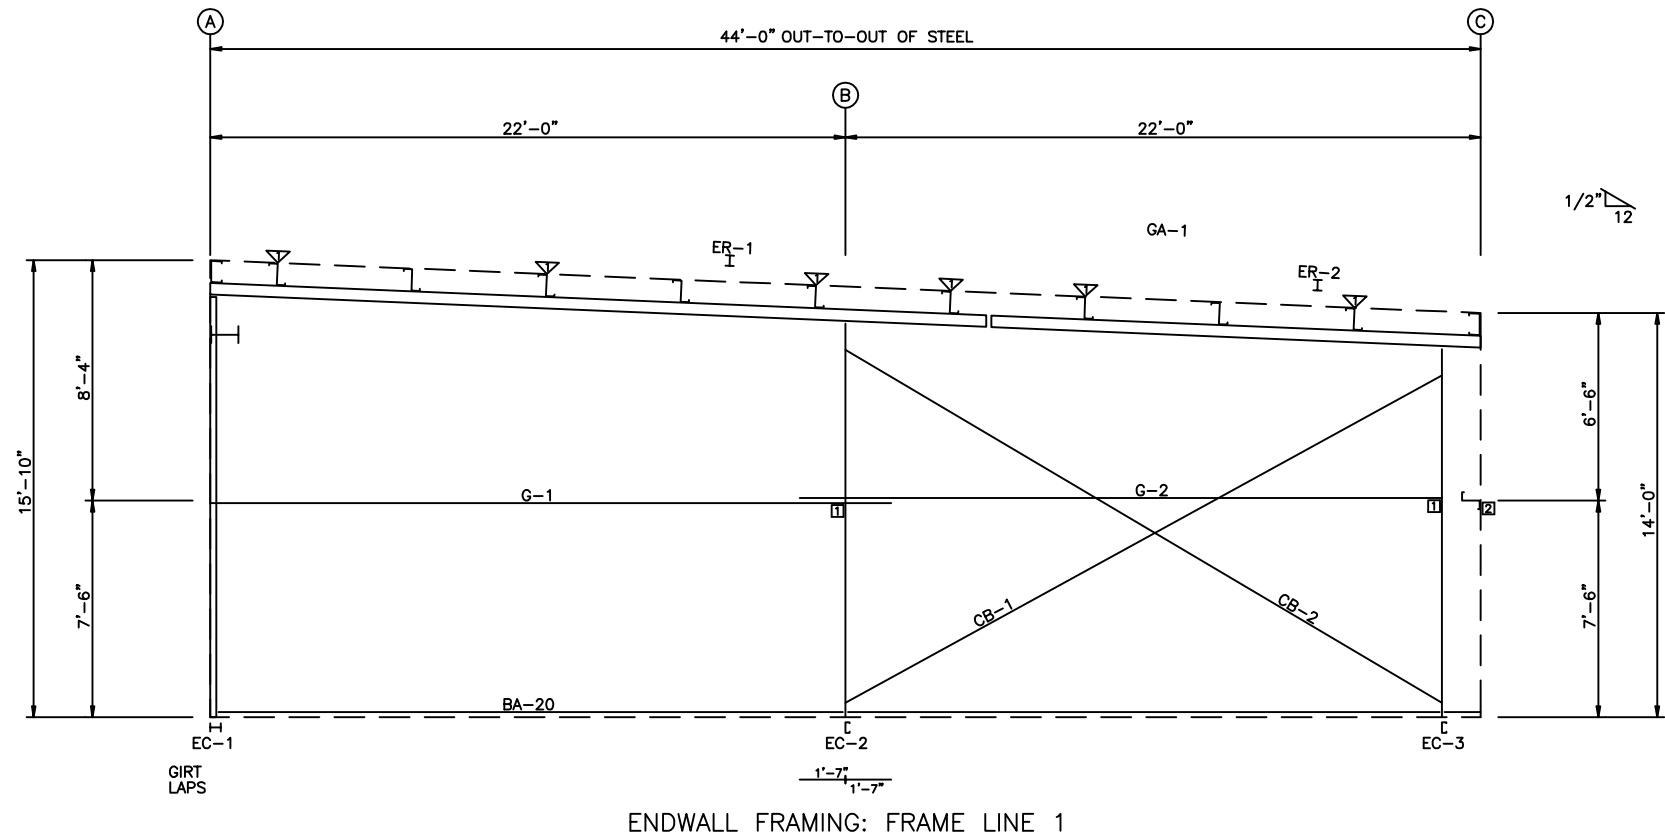 A
C
44'-0" OUT-TO-OUT OF STEEL
B
22'-0"
22'-0"
1/2"
12
GA-1
ER-1
ER-2
8'-4"
6'-6"
15'-10"
14'-0"
G-1
G-2
1
1
2
7'-6"
7'-6"
CB-1
CB-2
BA-20
EC-1
EC-2
EC-3
GIRT
LAPS
1'-7"
1'-7"
ENDWALL FRAMING: FRAME LINE 1